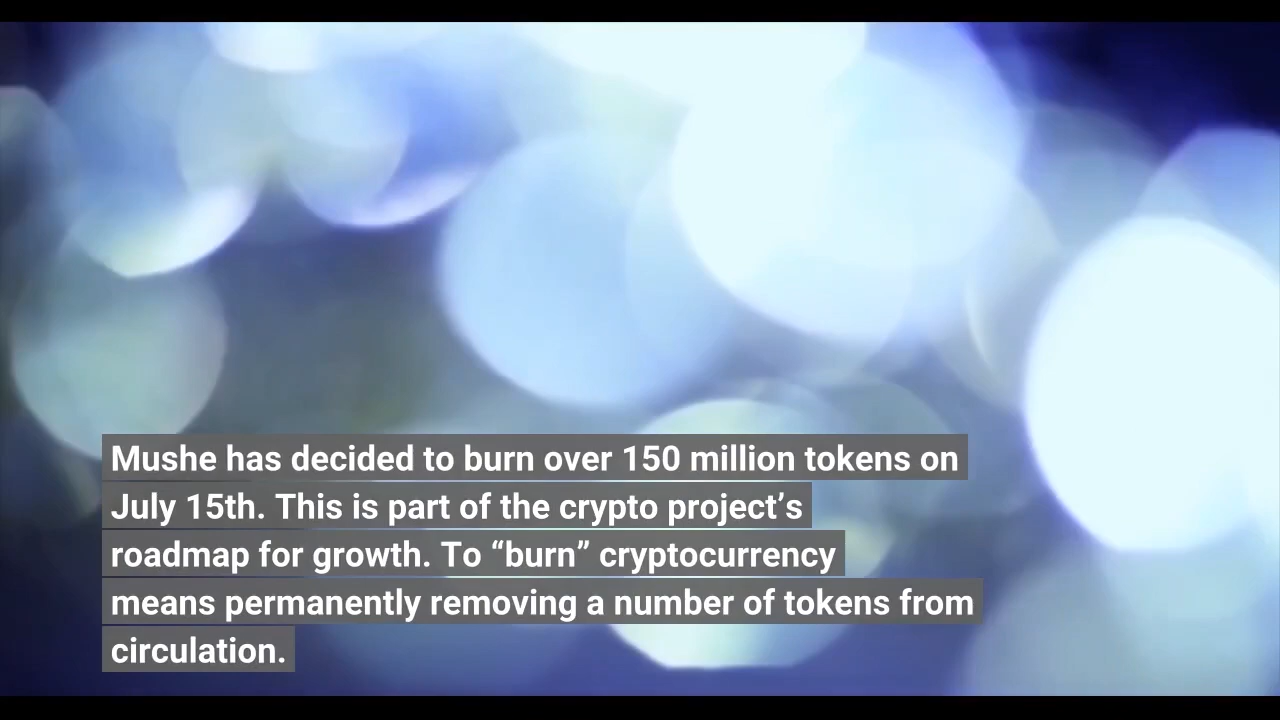 Mushe has decided to burn over 150 million tokens on
July 15th. This is part of the crypto project’s
roadmap for growth. To “burn” cryptocurrency
means permanently removing a number of tokens from
circulation.